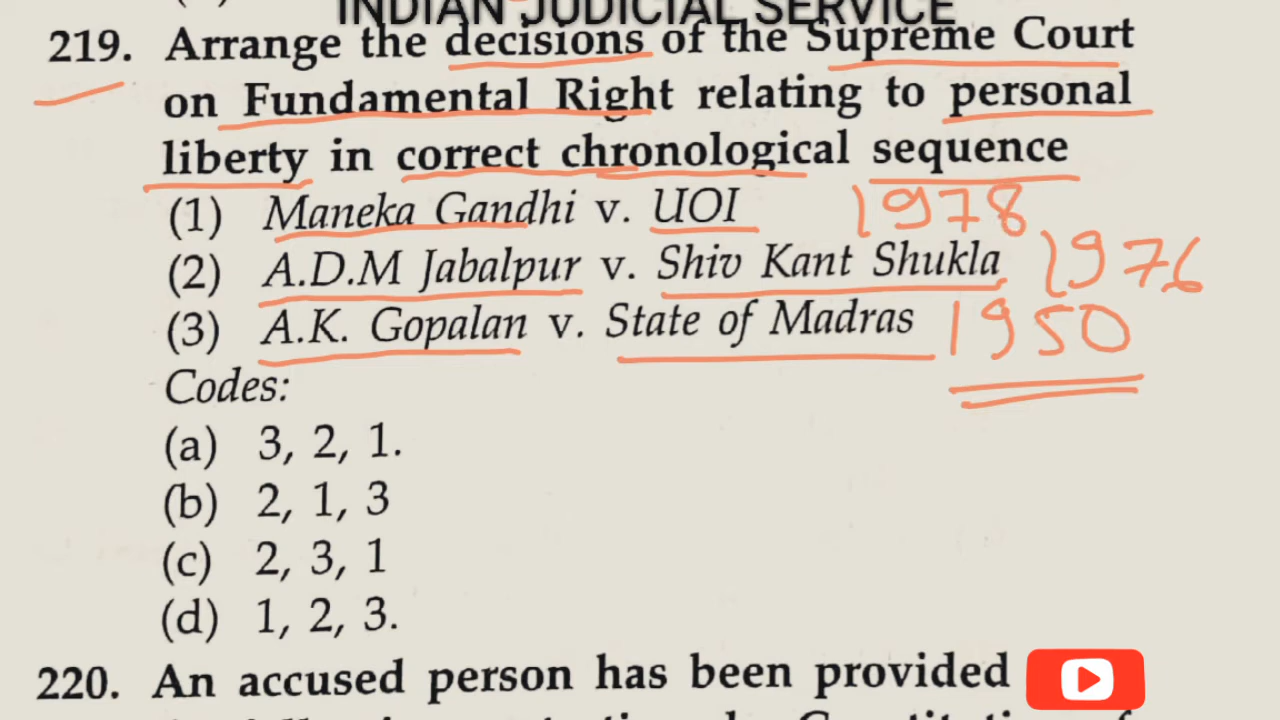 INDIAN JUDICIAL SERVICE
219. Arrange the decisions of the Supreme Court
on Fundamental Right relating to personal
liberty in correct chronological sequence
(1) Maneka Gandhi v. UOI 1978
(2) A.D.M Jabalpur v. Shiv Kant Shukla 1976
(3) A.K. Gopalan v. State of Madras 1950
Codes:
(a) 3, 2, 1.
(b) 2, 1, 3
(c) 2, 3, 1
(d) 1, 2, 3.
220. An accused person has been provided